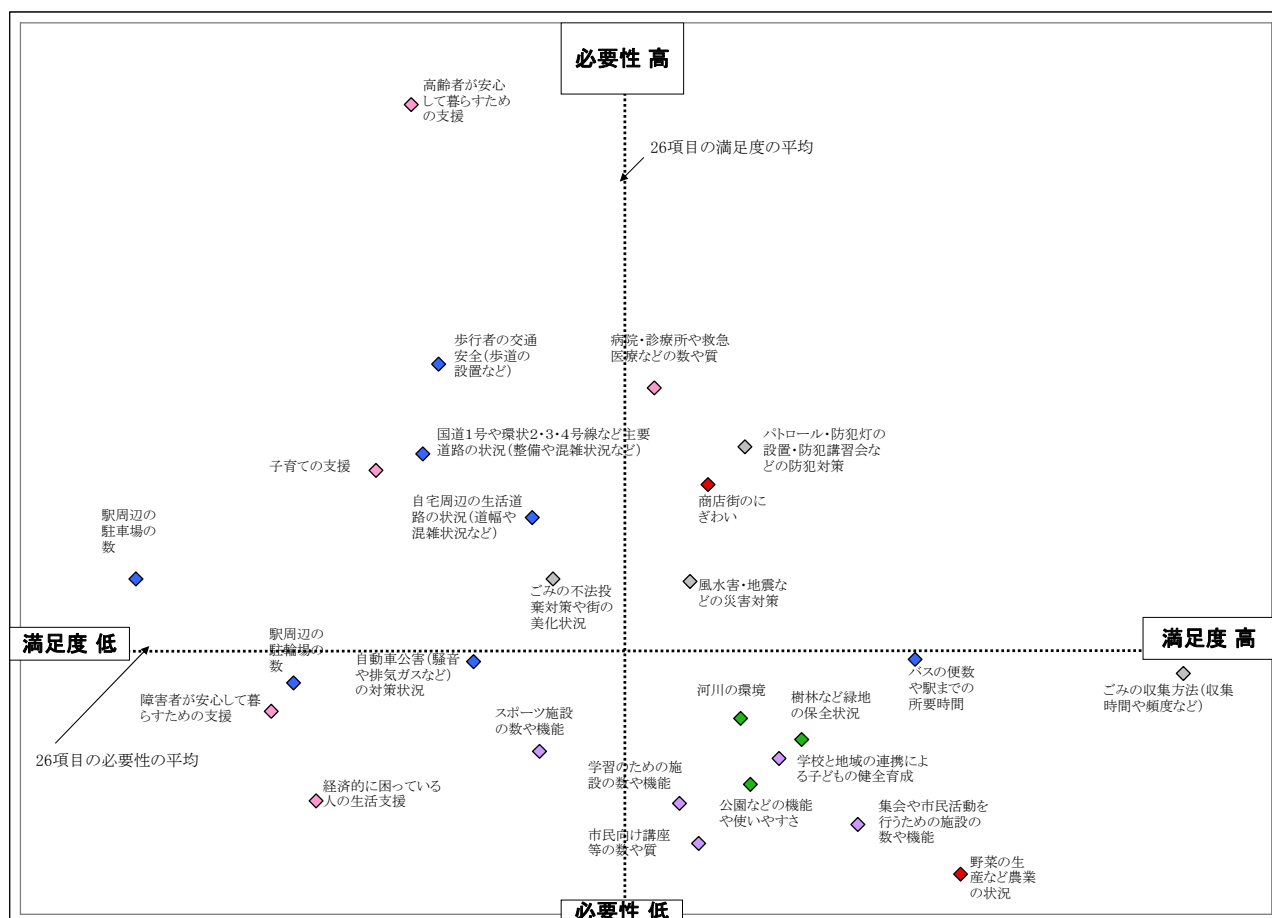 必要性 高
高齢者が安心
して暮らすため
の支援
26項目の満足度の平均
歩行者の交通
安全(歩道の
設置など)
病院・診療所や救急
医療などの数や質
国道1号や環状2・3・4号線など主要
道路の状況(整備や混雑状況など)
パトロール・防犯灯の
設置・防犯講習会な
どの防犯対策
子育ての支援
自宅周辺の生活道
路の状況(道幅や
混雑状況など)
商店街のに
ぎわい
駅周辺の
駐車場の
数
ごみの不法投
棄対策や街の
美化状況
風水害・地震な
どの災害対策
満足度 低
満足度 高
駅周辺の
駐輪場の
数
自動車公害(騒音
や排気ガスなど)
の対策状況
バスの便数
や駅までの
所要時間
ごみの収集方法(収集
時間や頻度など)
障害者が安心して暮
らすための支援
河川の環境
樹林など緑地
の保全状況
スポーツ施設
の数や機能
26項目の必要性の平均
学習のための施
設の数や機能
学校と地域の連携によ
る子どもの健全育成
経済的に困っている
人の生活支援
公園などの機能
や使いやすさ
集会や市民活動を
行うための施設の
数や機能
市民向け講座
等の数や質
野菜の生
産など農業
の状況
必要性 低